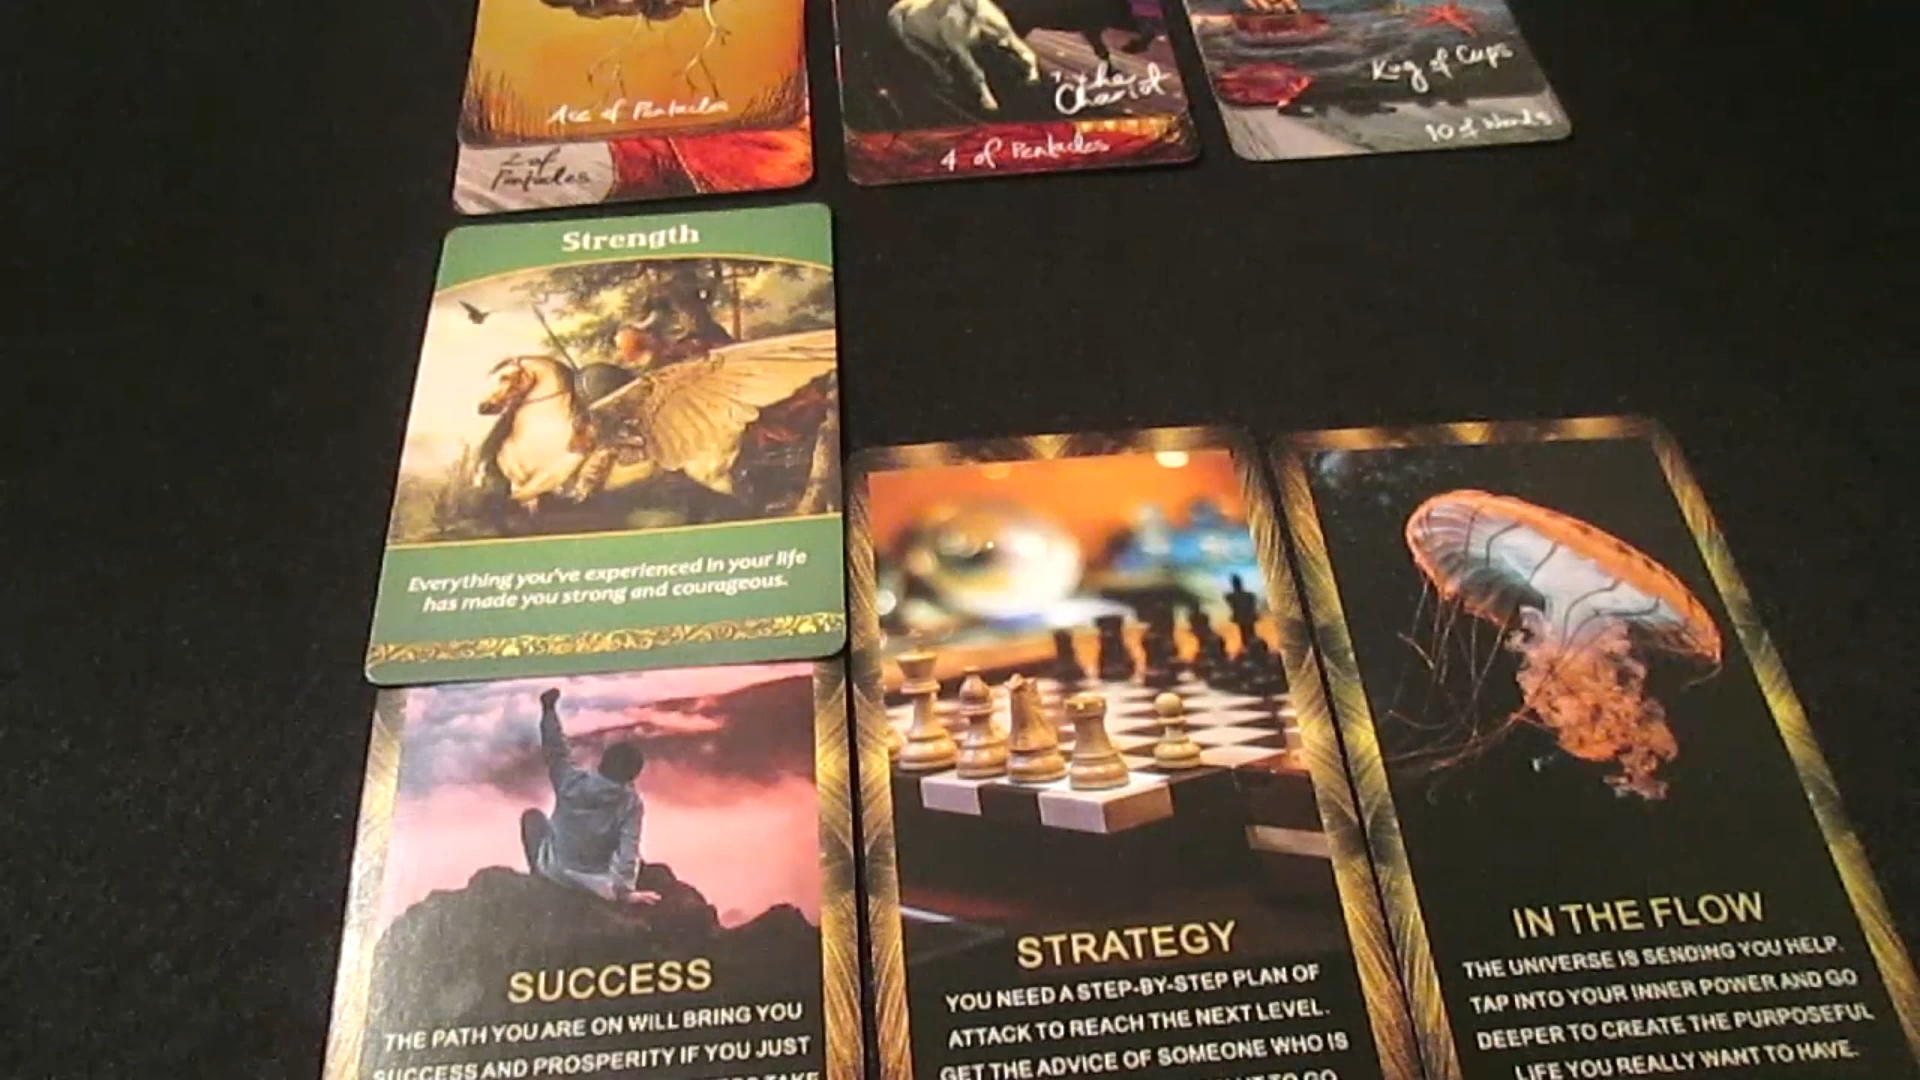 Ace of Pentacles
2 of
Pentacles
The
Chariot
4 of Pentacles
King of Cups
10 of Wands
Strength
Everything you've experienced in your life
has made you strong and courageous.
SUCCESS
THE PATH YOU ARE ON WILL BRING YOU
SUCCESS AND PROSPERITY IF YOU JUST
TAKE
STRATEGY
YOU NEED A STEP-BY-STEP PLAN OF
ATTACK TO REACH THE NEXT LEVEL.
GET THE ADVICE OF SOMEONE WHO IS
TO GO
IN THE FLOW
THE UNIVERSE IS SENDING YOU HELP.
TAP INTO YOUR INNER POWER AND GO
DEEPER TO CREATE THE PURPOSEFUL
LIFE YOU REALLY WANT TO HAVE.